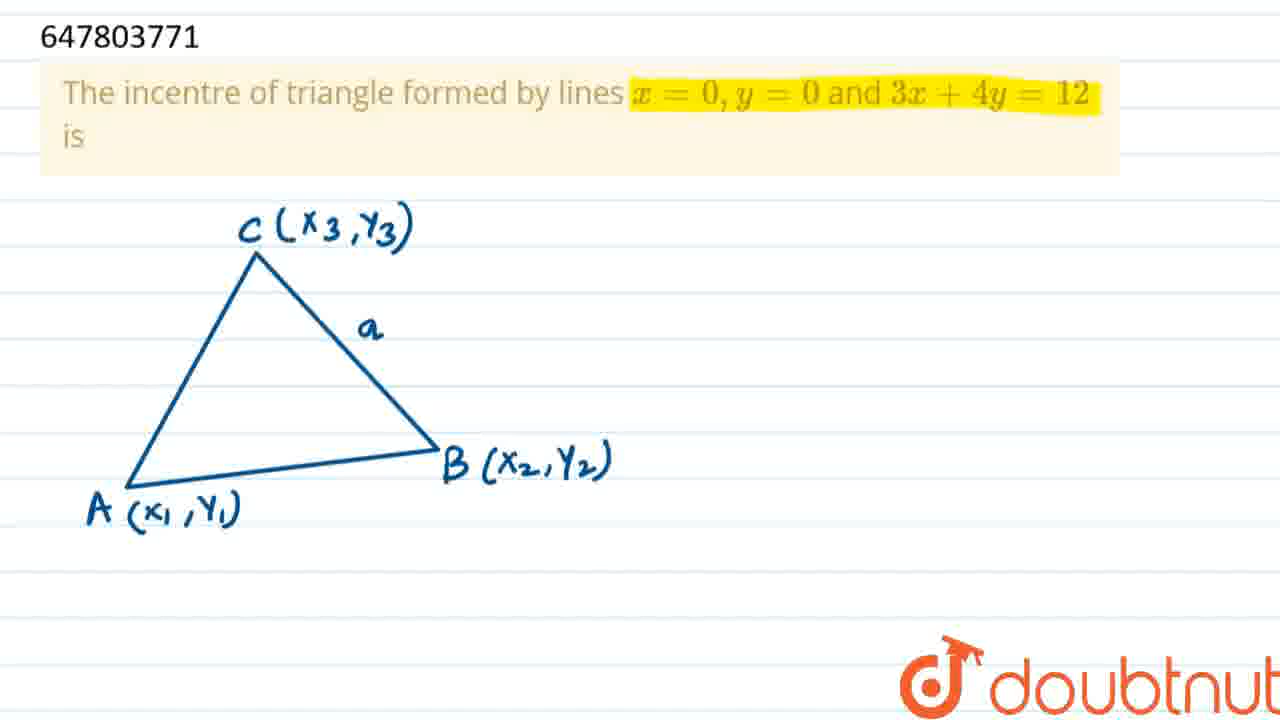 647803771
The incentre of triangle formed by lines x = 0, y = 0 and 3x + 4y = 12
is
C (x3, y3)
a
B (x2, y2)
A (x1, y1)
doubtnut